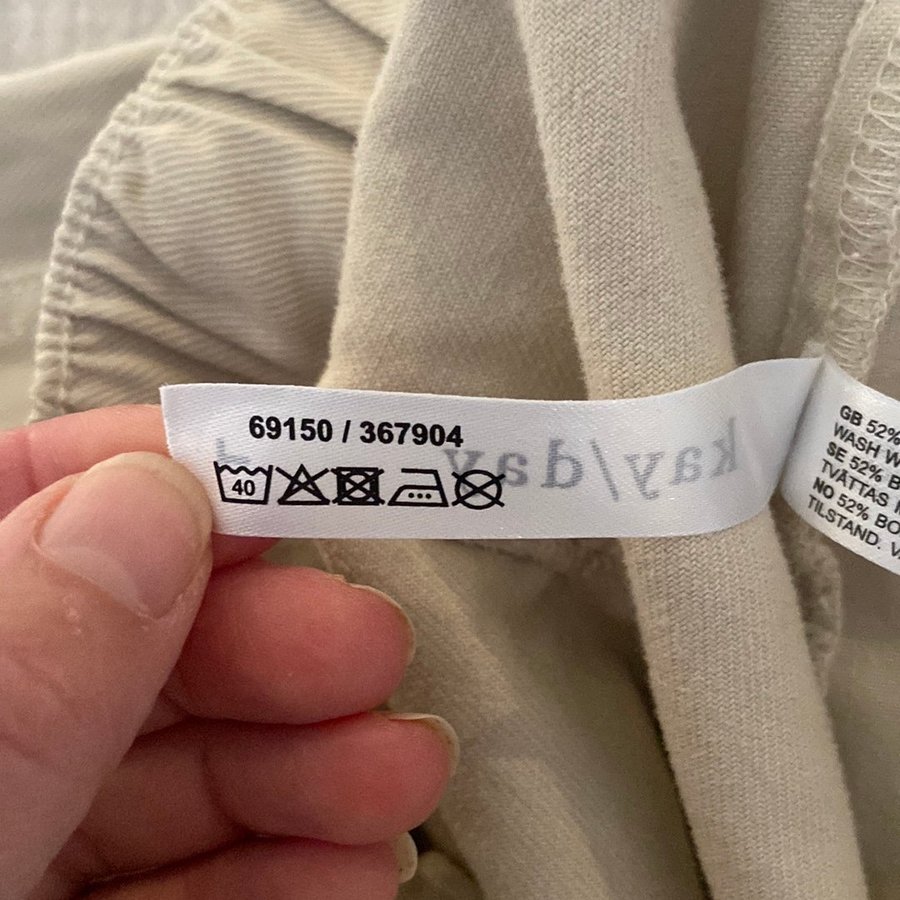 69150 / 367904
40
kay/day
GB 52%
WASH W
SE 52% B
TVÄTTAS
NO 52% BO
TILSTAND. V